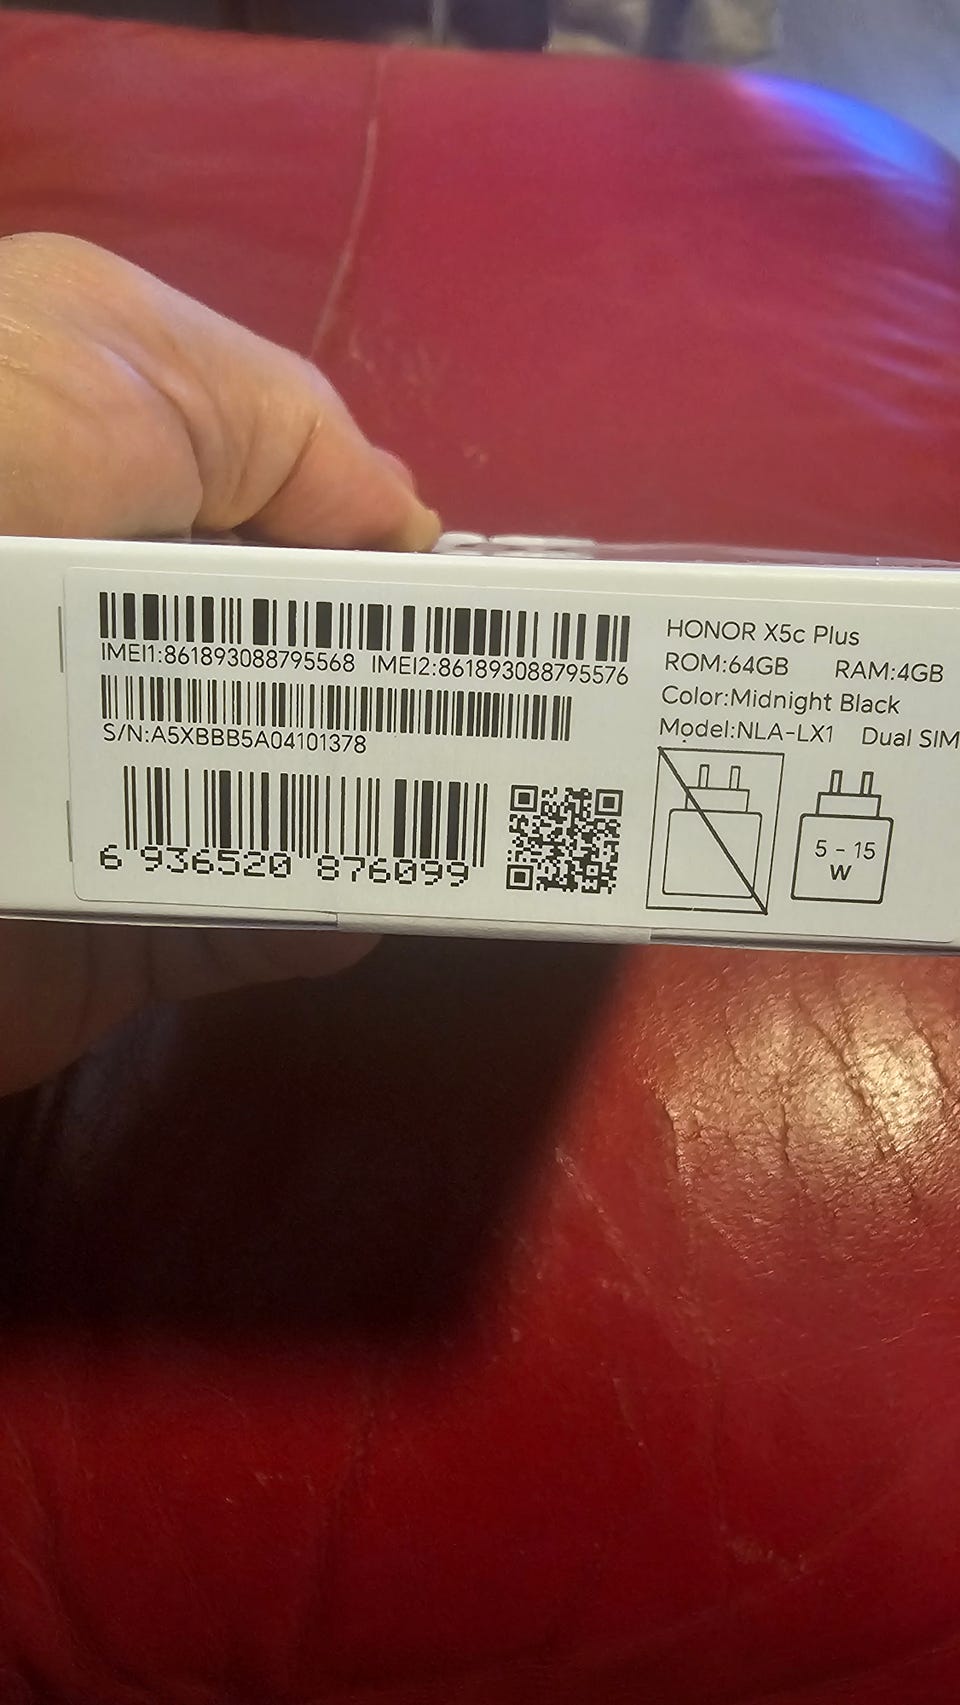 IMEI1:861893088795568 IMEI2:861893088795576
S/N:A5XBBB5A04101378
6 936520 876099
HONOR X5c Plus
ROM:64GB RAM:4GB
Color:Midnight Black
Model:NLA-LX1 Dual SIM
5 - 15
W